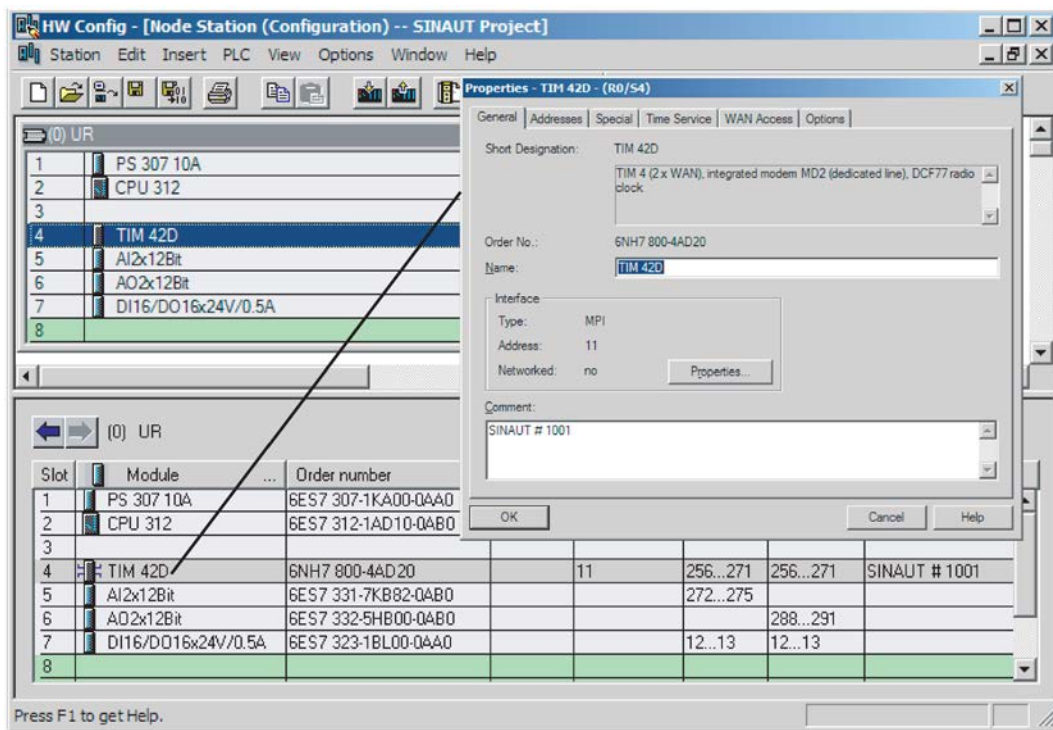 HW Config - [Node Station (Configuration) -- SINAUT Project]
Station Edit Insert PLC View Options Window Help
(0) UR
1 PS 307 10A
2 CPU 312
3
4 TIM 42D
5 AI2x12Bit
6 AO2x12Bit
7 DI16/DO16x24V/0.5A
8
Properties - TIM 42D - (R0/S4)
General Addresses Special Time Service WAN Access Options
Short Designation: TIM 42D
TIM 4 (2 x WAN), integrated modem MD2 (dedicated line), DCF77 radio
clock
Order No.: 6NH7 800-4AD20
Name: TIM 42D
Interface
Type: MPI
Address: 11
Networked: no Properties...
Comment:
SINAUT # 1001
OK Cancel Help
(0) UR
Slot Module ... Order number
1 PS 307 10A 6ES7 307-1KA00-0AA0
2 CPU 312 6ES7 312-1AD10-0AB0
3
4 TIM 42D 6NH7 800-4AD20 11 256...271 256...271 SINAUT # 1001
5 AI2x12Bit 6ES7 331-7KB82-0AB0 272...275
6 AO2x12Bit 6ES7 332-5HB00-0AB0 288...291
7 DI16/DO16x24V/0.5A 6ES7 323-1BL00-0AA0 12...13 12...13
8
Press F1 to get Help.